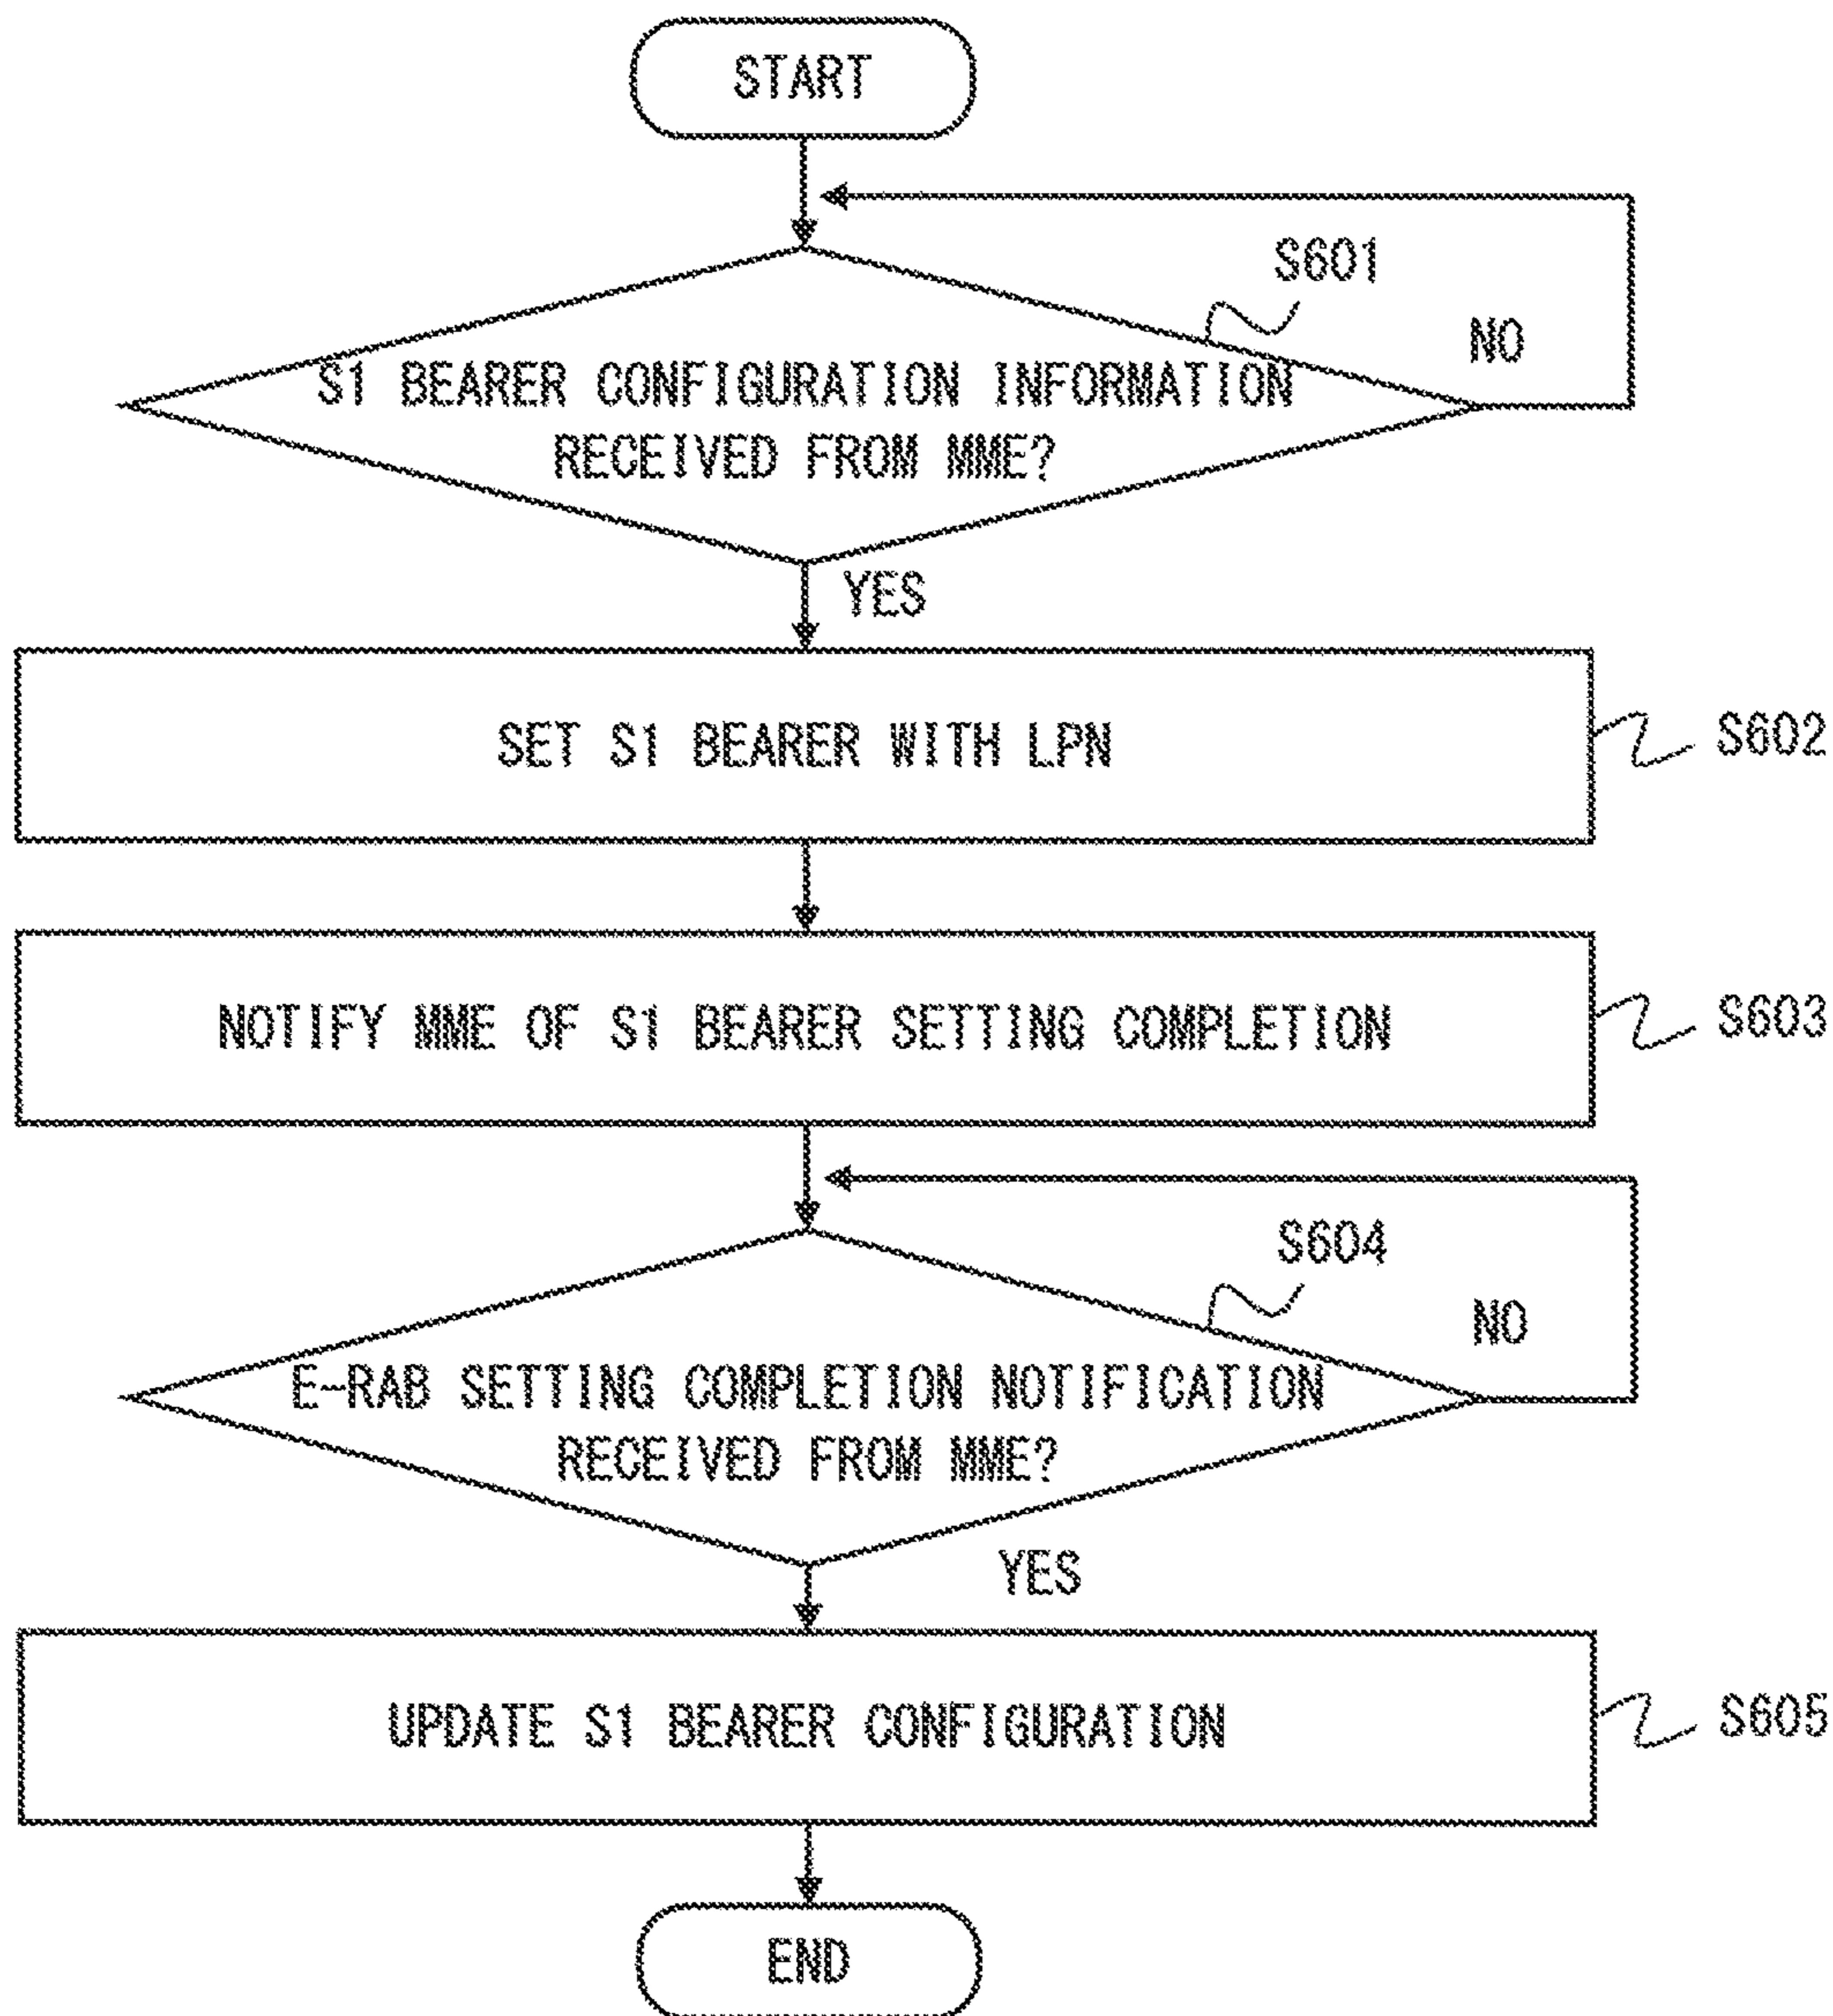 START
S601
NO
S1 BEARER CONFIGURATION INFORMATION
RECEIVED FROM MME?
YES
SET S1 BEARER WITH LPN
S602
NOTIFY MME OF S1 BEARER SETTING COMPLETION
S603
S604
NO
E-RAB SETTING COMPLETION NOTIFICATION
RECEIVED FROM MME?
YES
UPDATE S1 BEARER CONFIGURATION
S605
END